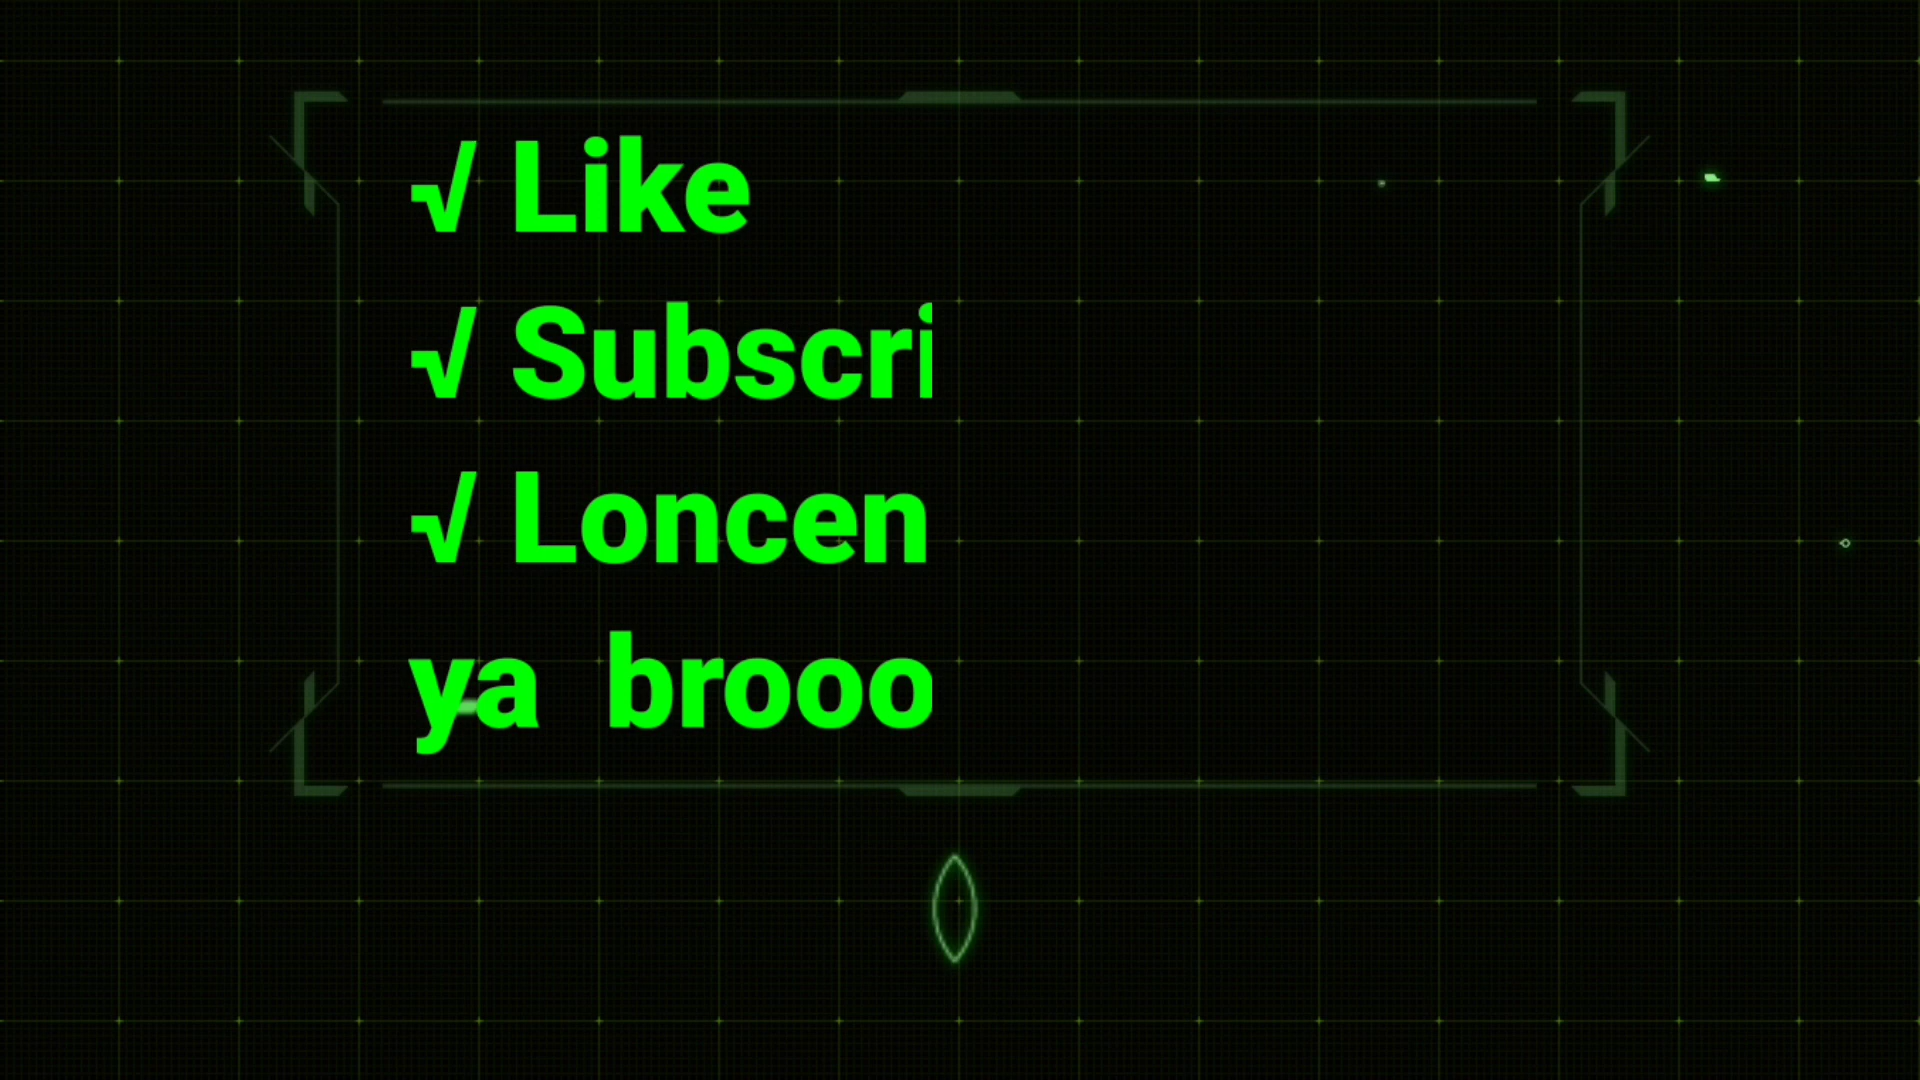 √ Like
√ Subscri
√ Loncen
ya brooo